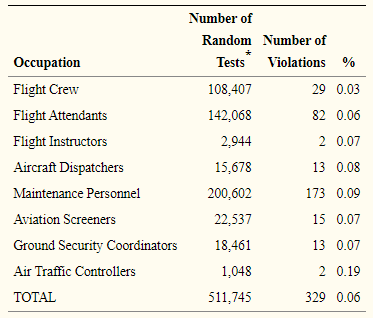 Number of
Random Number of
Occupation Tests* Violations %
Flight Crew 108,407 29 0.03
Flight Attendants 142,068 82 0.06
Flight Instructors 2,944 2 0.07
Aircraft Dispatchers 15,678 13 0.08
Maintenance Personnel 200,602 173 0.09
Aviation Screeners 22,537 15 0.07
Ground Security Coordinators 18,461 13 0.07
Air Traffic Controllers 1,048 2 0.19
TOTAL 511,745 329 0.06